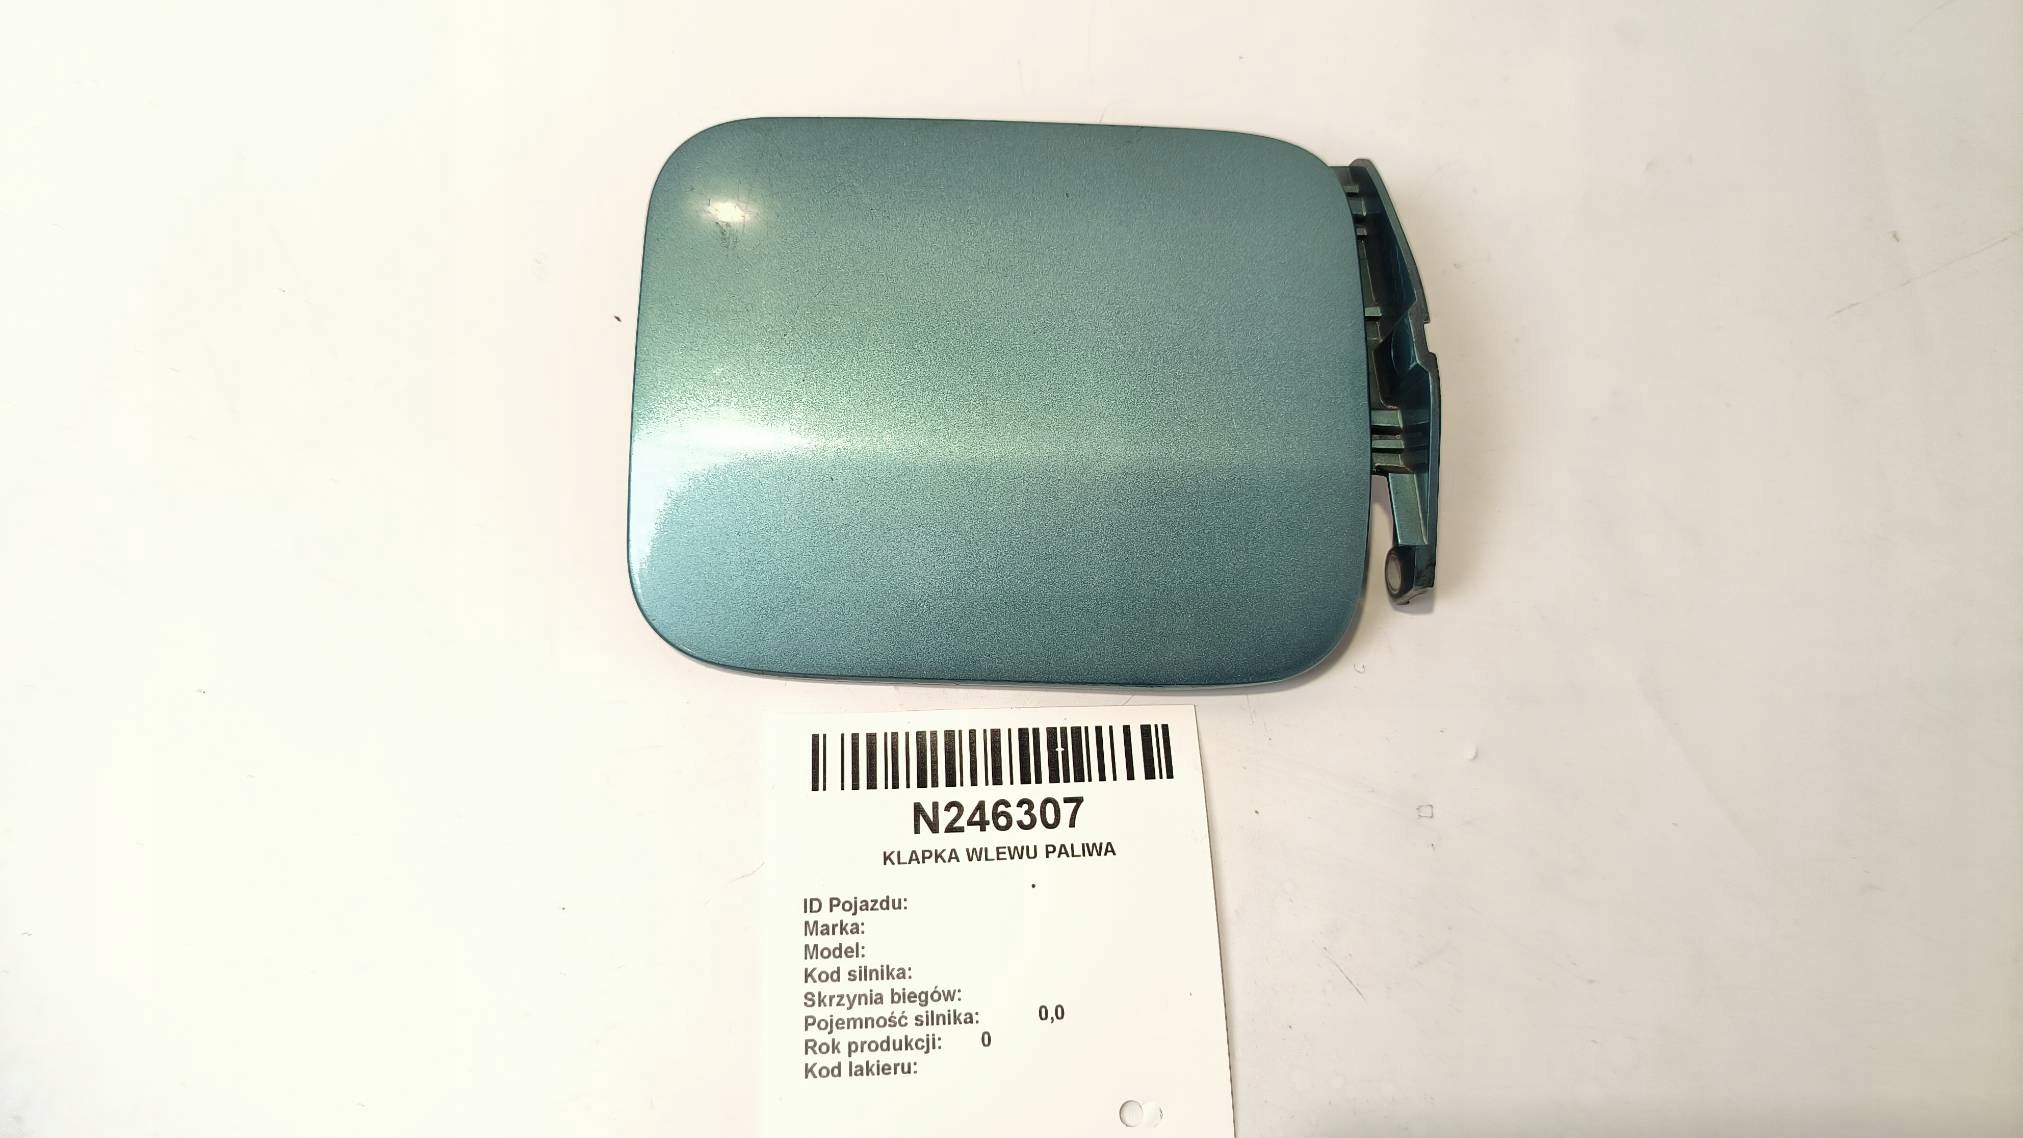 N246307
KLAPKA WLEWU PALIWA
ID Pojazdu:
Marka:
Model:
Kod silnika:
Skrzynia biegów:
Pojemność silnika: 0,0
Rok produkcji: 0
Kod lakieru: